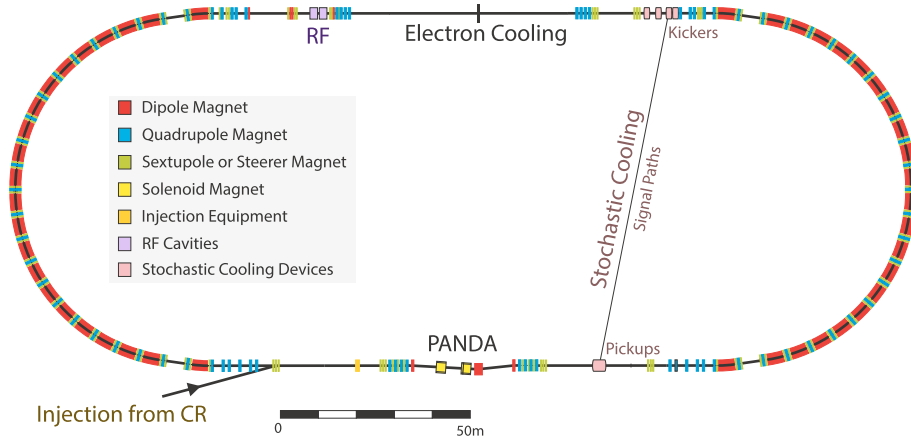 RF
Electron Cooling
Kickers
Dipole Magnet
Quadrupole Magnet
Sextupole or Steerer Magnet
Solenoid Magnet
Injection Equipment
RF Cavities
Stochastic Cooling Devices
Stochastic Cooling
Signal Paths
PANDA
Pickups
Injection from CR
0
50m